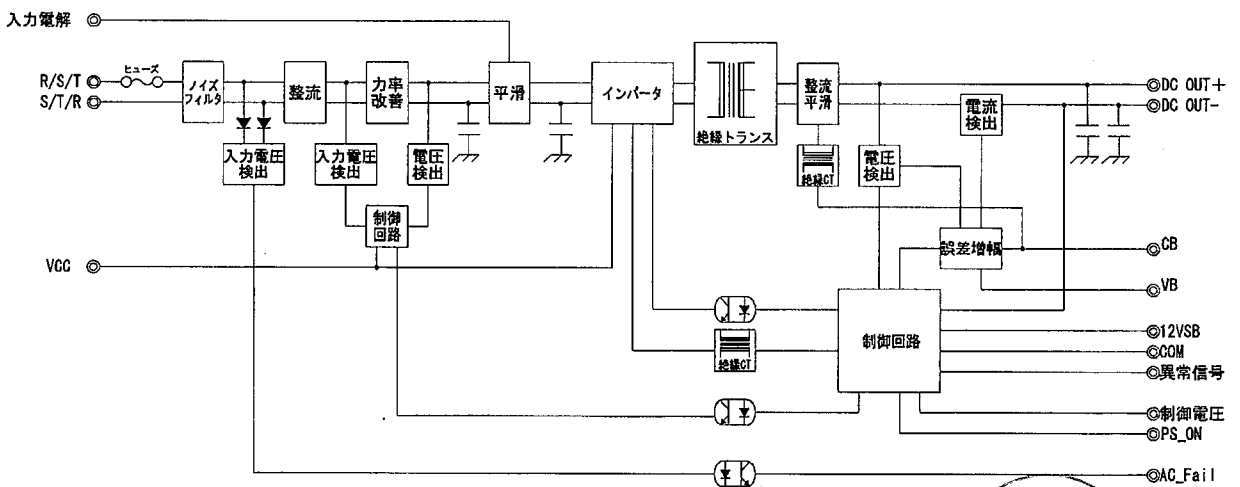 入力電解
R/S/T
S/T/R
ヒューズ
ノイズ
フィルタ
整流
力率
改善
平滑
インバータ
絶縁トランス
整流
平滑
電流
検出
DC OUT+
DC OUT-
入力電圧
検出
入力電圧
検出
電圧
検出
絶縁CT
電圧
検出
制御
回路
VCC
誤差増幅
CB
VB
制御回路
12VSB
COM
異常信号
絶縁CT
制御電圧
PS_ON
AC_Fail